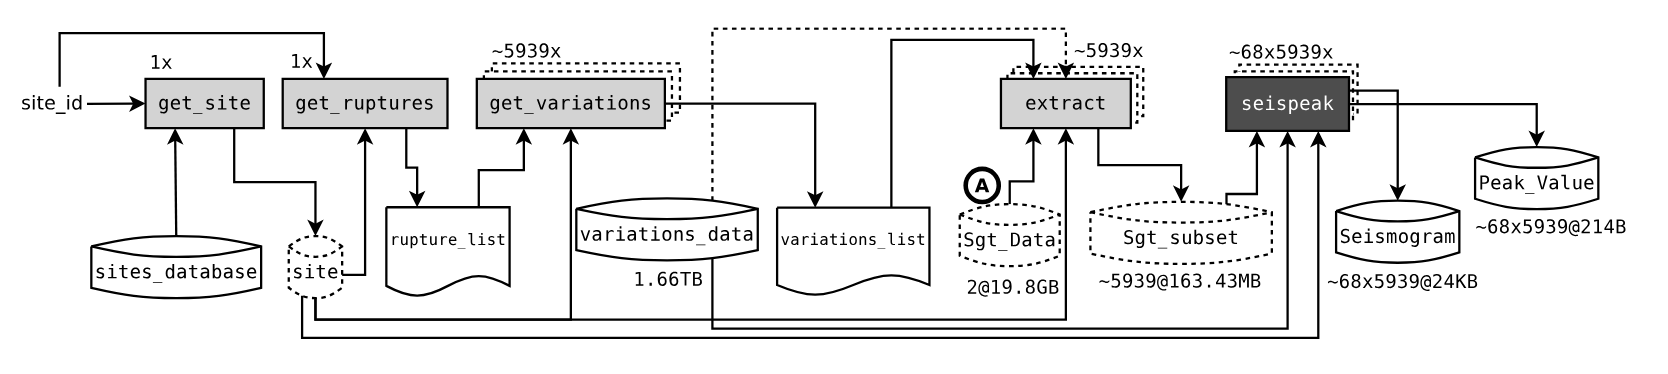 1x
1x
~5939x
~5939x
~68x5939x
site_id
get_site
get_ruptures
get_variations
extract
seispeak
A
Peak_Value
~68x5939@214B
sites_database
site
rupture_list
variations_data
1.66TB
variations_list
Sgt_Data
2@19.8GB
Sgt_subset
~5939@163.43MB
Seismogram
~68x5939@24KB